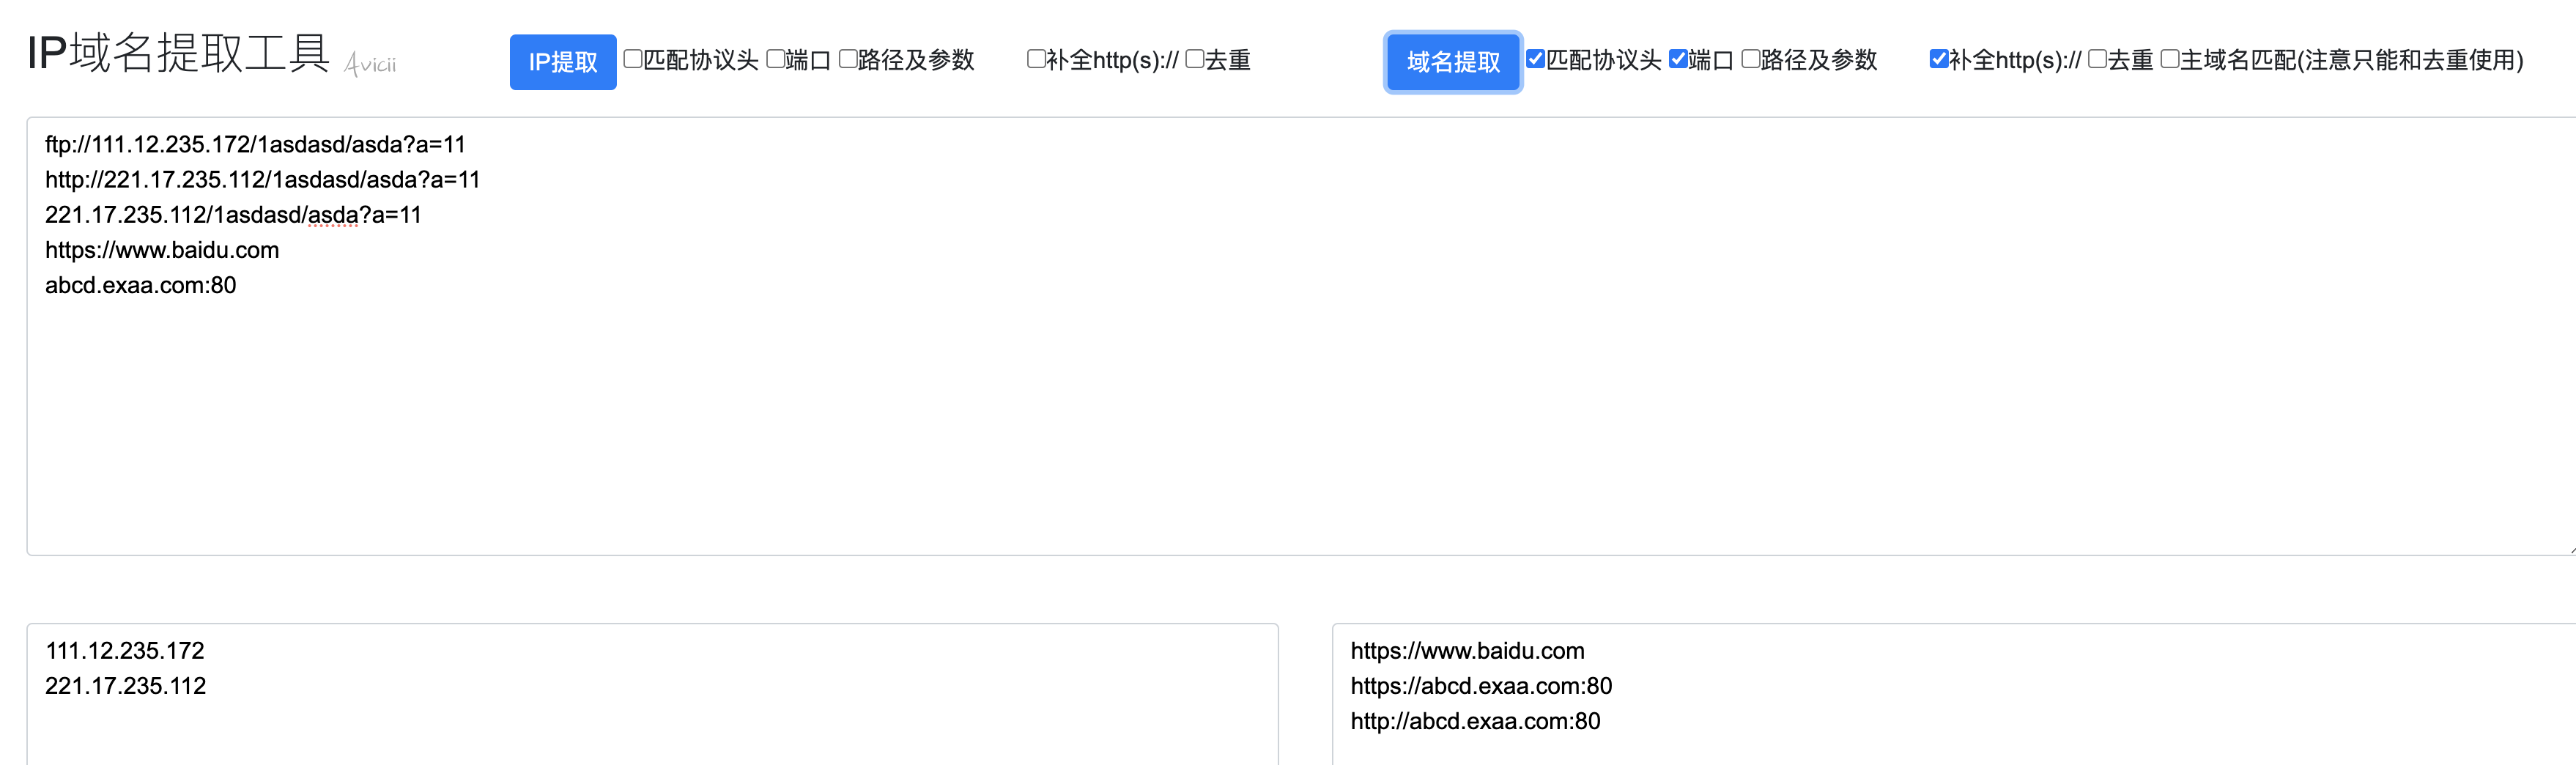 IP域名提取工具 Avicii
IP提取 匹配协议头 端口 路径及参数 补全http(s):// 去重 域名提取 匹配协议头 端口 路径及参数 补全http(s):// 去重 主域名匹配(注意只能和去重使用)
ftp://111.12.235.172/1asdasd/asda?a=11
http://221.17.235.112/1asdasd/asda?a=11
221.17.235.112/1asdasd/asda?a=11
https://www.baidu.com
abcd.exaa.com:80
111.12.235.172
221.17.235.112
https://www.baidu.com
https://abcd.exaa.com:80
http://abcd.exaa.com:80